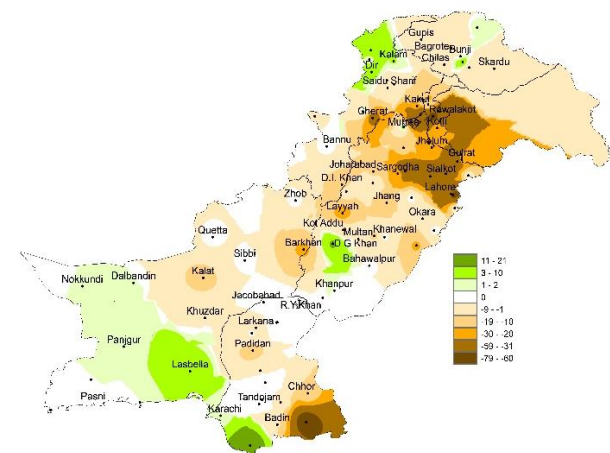 Gupis
Bagrote
Bunji
Chilas
Skardu
Kalam
Dir
Saidu Sharif
Kakul
Rawalakot
Gherat
Murree
Kotli
Bannu
Jhelum
Gujrat
Joharabad
Sargodha
Sialkot
D.I. Khan
Lahore
Zhob
Jhang
Layyah
Okara
Kot Addu
Quetta
Multan
Khanewal
Barkhan
D G Khan
Sibbi
Bahawalpur
Nokkundi
Dalbandin
Kalat
Khanpur
Jacobabad
R.Y.Khan
Khuzdar
Larkana
Panjgur
Padidan
Lasbella
Chhor
Pasni
Tandojam
Karachi
Badin
11 - 21
3 - 10
1 - 2
0
-9 - -1
-19 - -10
-30 - -20
-59 - -31
-79 - -60